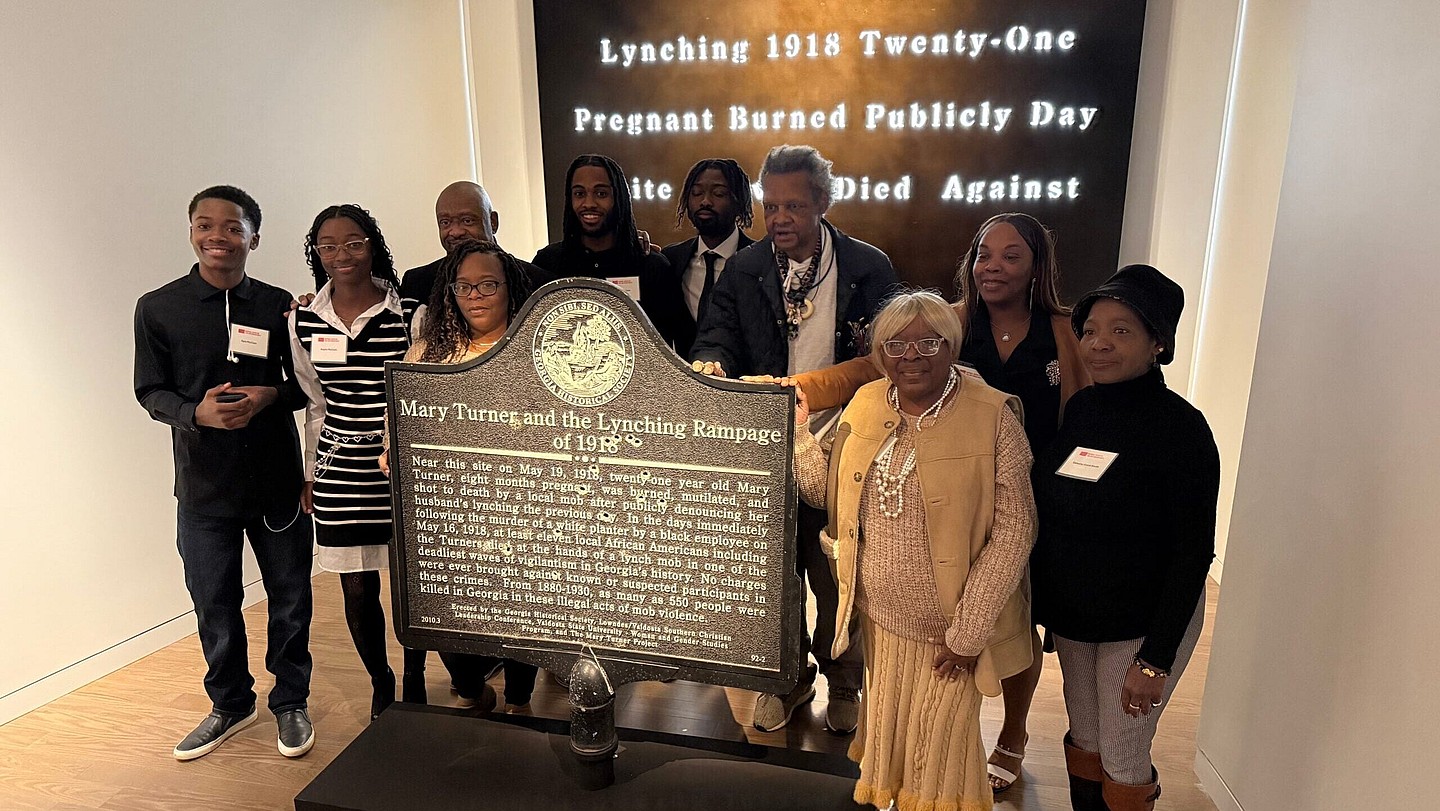 Lynching 1918 Twenty-One
Pregnant Burned Publicly Day
Died Against
NON SIBI, SED ALIIS
GEORGIA HISTORICAL SOCIETY
Mary Turner and the Lynching Rampage
of 1918
Near this site on May 19, 1918, twenty-one year old Mary
Turner, eight months pregnant, was burned, mutilated, and
shot to death by a local mob after publicly denouncing her
husband's lynching the previous day. In the days immediately
following the murder of a white planter by a black employee on
May 16, 1918, at least eleven local African Americans including
the Turners died at the hands of a lynch mob in one of the
deadliest waves of vigilantism in Georgia's history. No charges
were ever brought against known or suspected participants in
these crimes. From 1880-1930, as many as 550 people were
killed in Georgia in these illegal acts of mob violence.
Erected by the Georgia Historical Society, Lowndes/Valdosta Southern Christian
Leadership Conference, Valdosta State University - Women and Gender Studies
Program, and The Mary Turner Project.
2010.3
92-2